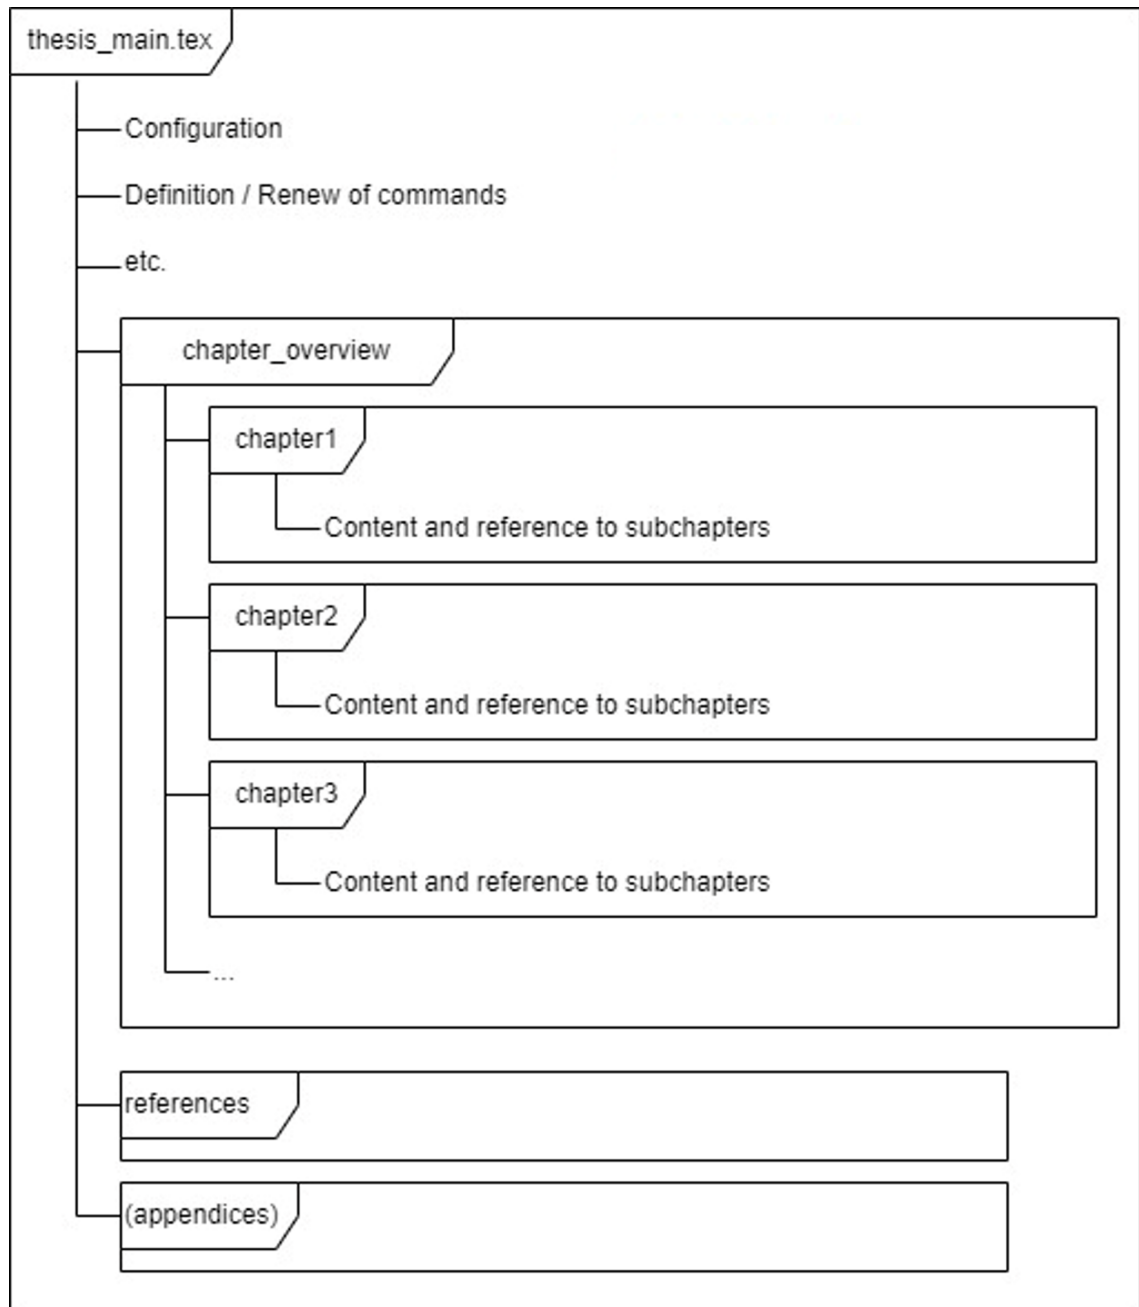 thesis_main.tex
Configuration
Definition / Renew of commands
etc.
chapter_overview
chapter1
Content and reference to subchapters
chapter2
Content and reference to subchapters
chapter3
Content and reference to subchapters
...
references
(appendices)